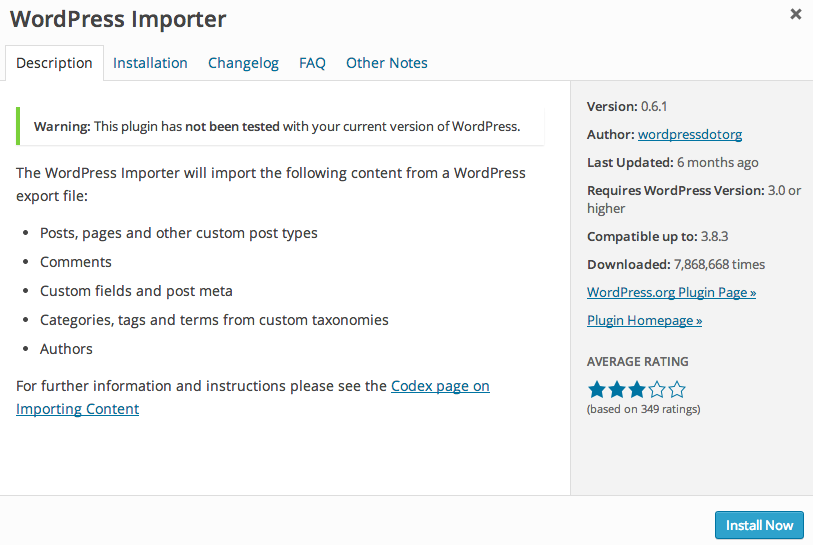 WordPress Importer
Description
Installation
Changelog
FAQ
Other Notes
Warning: This plugin has not been tested with your current version of WordPress.
The WordPress Importer will import the following content from a WordPress
export file:
• Posts, pages and other custom post types
• Comments
• Custom fields and post meta
• Categories, tags and terms from custom taxonomies
• Authors
For further information and instructions please see the Codex page on
Importing Content
Version: 0.6.1
Author: wordpressdotorg
Last Updated: 6 months ago
Requires WordPress Version: 3.0 or
higher
Compatible up to: 3.8.3
Downloaded: 7,868,668 times
WordPress.org Plugin Page »
Plugin Homepage »
AVERAGE RATING
(based on 349 ratings)
Install Now